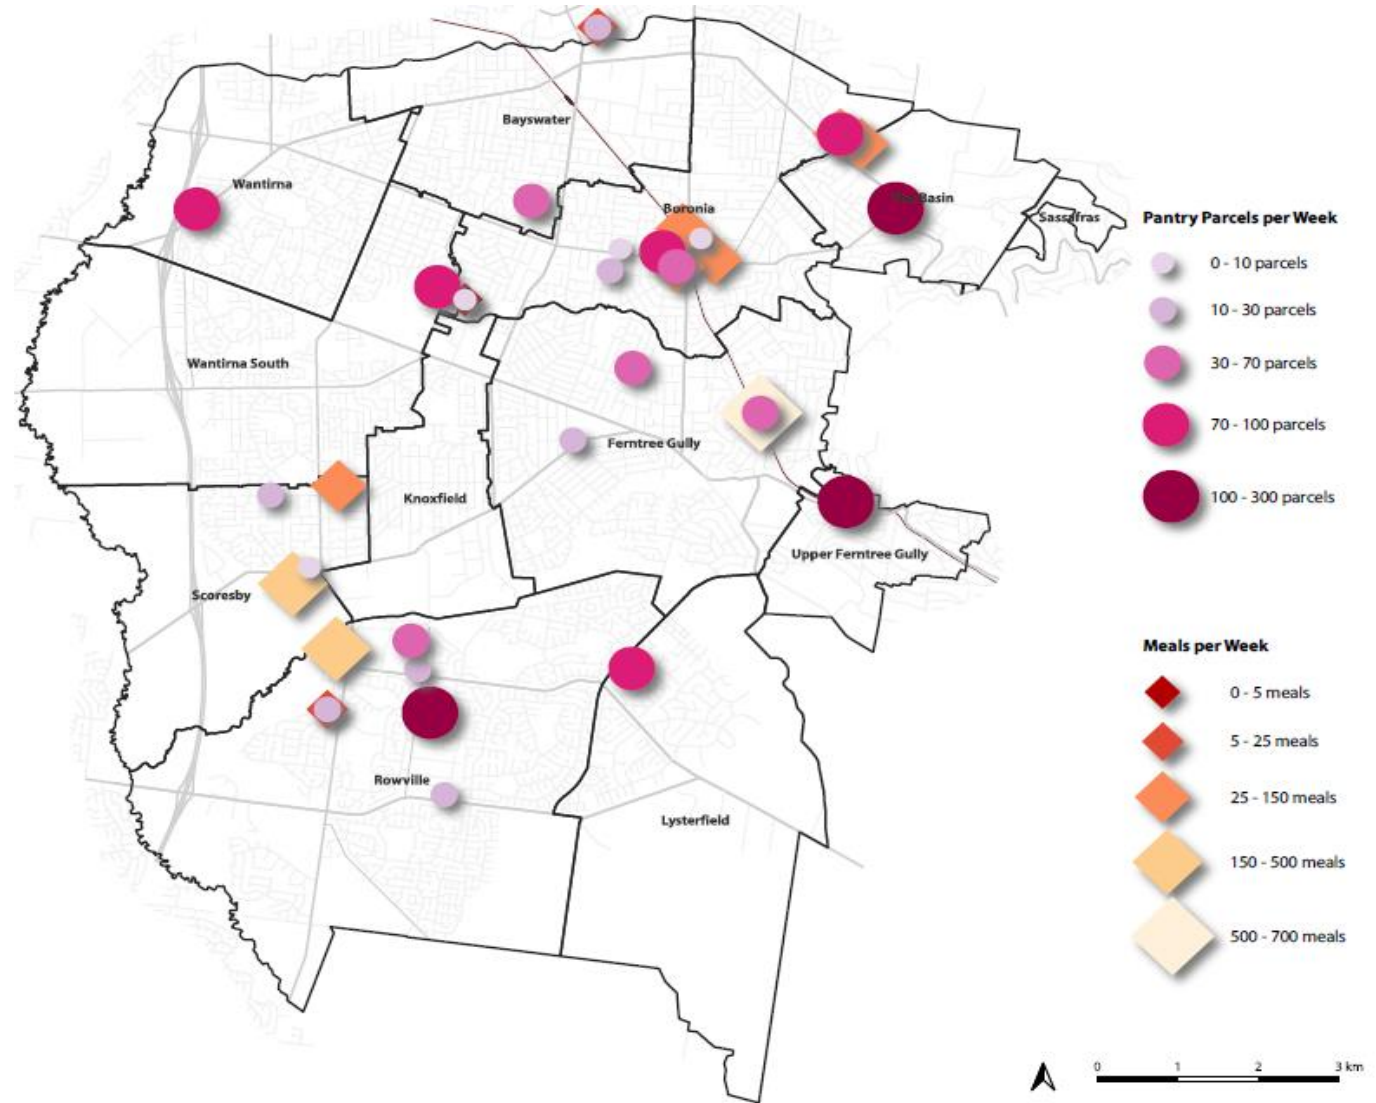 Bayswater
Wantirna
Boronia
Basin
Sassafras
Wantirna South
Ferntree Gully
Knoxfield
Upper Ferntree Gully
Scoresby
Rowville
Lysterfield
Pantry Parcels per Week
0 - 10 parcels
10 - 30 parcels
30 - 70 parcels
70 - 100 parcels
100 - 300 parcels
Meals per Week
0 - 5 meals
5 - 25 meals
25 - 150 meals
150 - 500 meals
500 - 700 meals
0 1 2 3 km